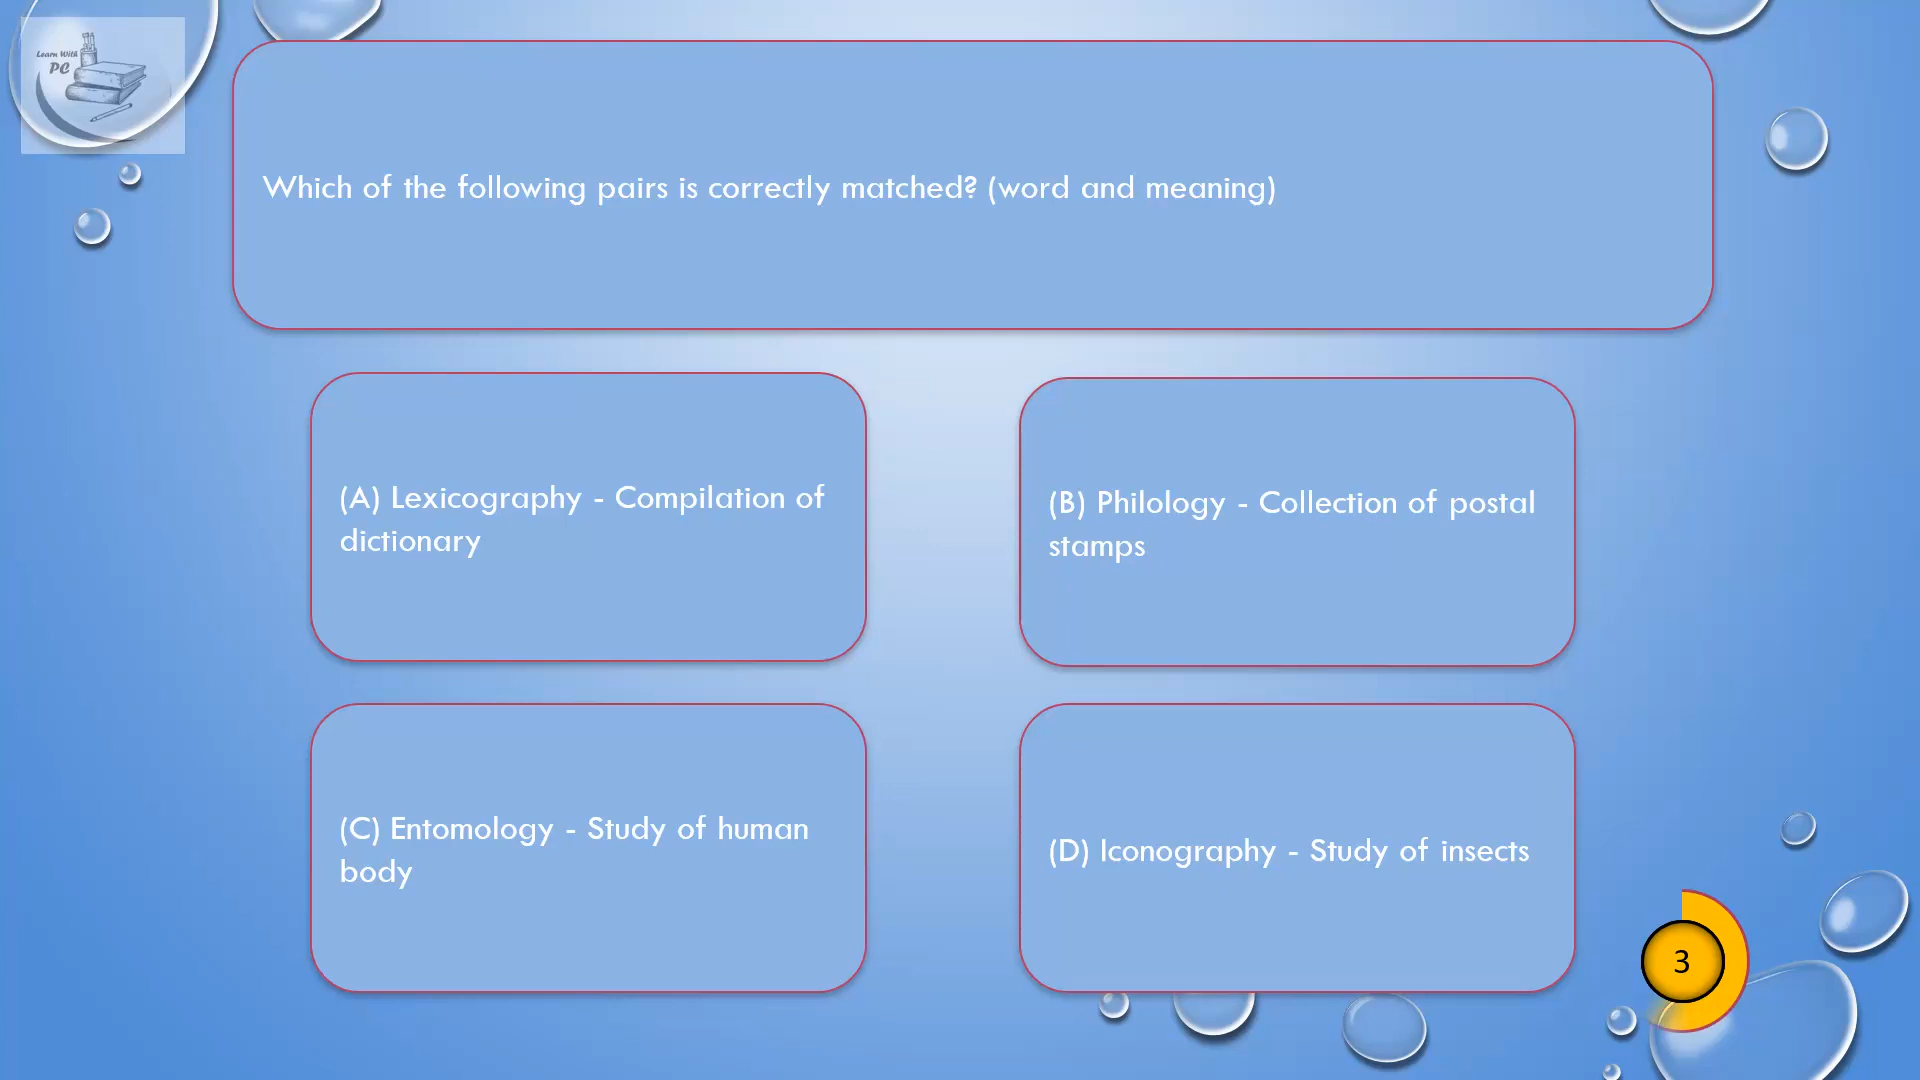 Learn With
PC
Which of the following pairs is correctly matched? (word and meaning)
(A) Lexicography - Compilation of
dictionary
(B) Philology - Collection of postal
stamps
(C) Entomology - Study of human
body
(D) Iconography - Study of insects
3